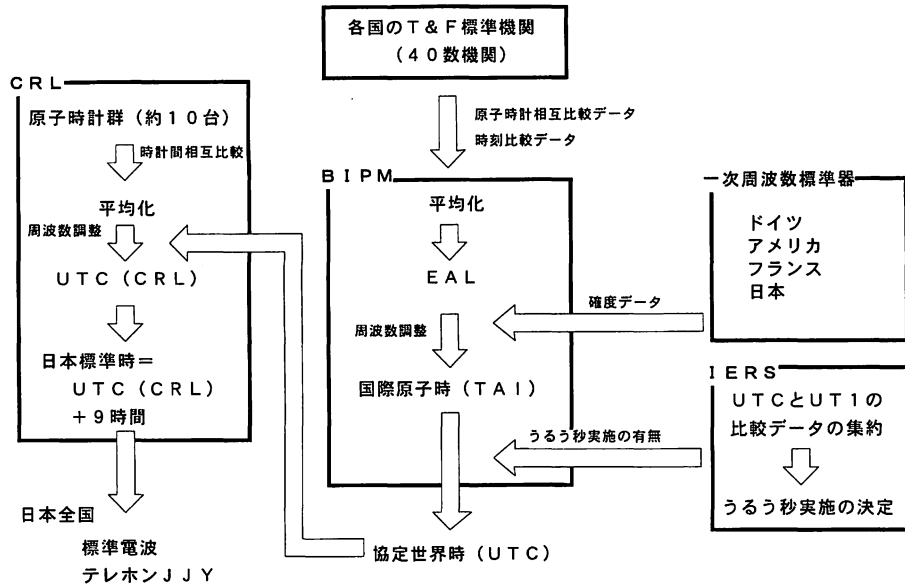 各国のＴ＆Ｆ標準機関
（４０数機関）
原子時計相互比較データ
時刻比較データ
ＣＲＬ
原子時計群（約１０台）
時計間相互比較
平均化
周波数調整
ＵＴＣ（ＣＲＬ）
日本標準時＝
ＵＴＣ（ＣＲＬ）
＋９時間
日本全国
標準電波
テレホンＪＪＹ
ＢＩＰＭ
平均化
ＥＡＬ
周波数調整
国際原子時（ＴＡＩ）
協定世界時（ＵＴＣ）
一次周波数標準器
ドイツ
アメリカ
フランス
日本
確度データ
ＩＥＲＳ
ＵＴＣとＵＴ１の
比較データの集約
うるう秒実施の決定
うるう秒実施の有無